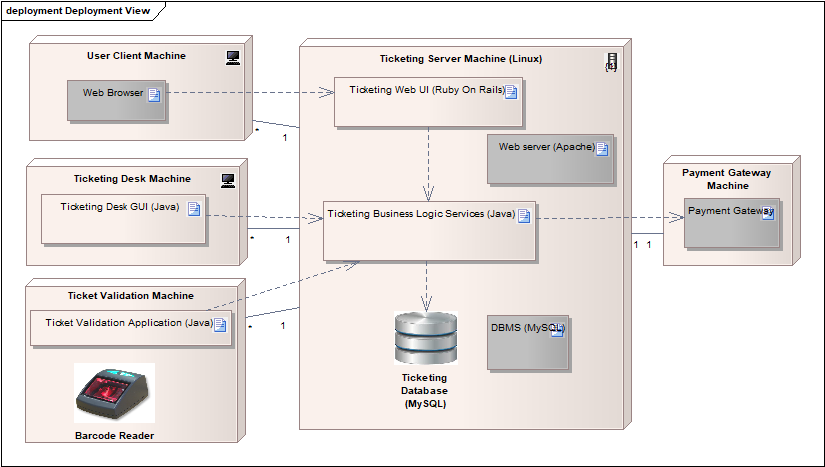 deployment Deployment View
User Client Machine
Web Browser
Ticketing Desk Machine
Ticketing Desk GUI (Java)
Ticket Validation Machine
Ticket Validation Application (Java)
Barcode Reader
*
1
*
1
*
1
Ticketing Server Machine (Linux)
Ticketing Web UI (Ruby On Rails)
Web server (Apache)
Ticketing Business Logic Services (Java)
DBMS (MySQL)
Ticketing
Database
(MySQL)
1 1
Payment Gateway
Machine
Payment Gateway